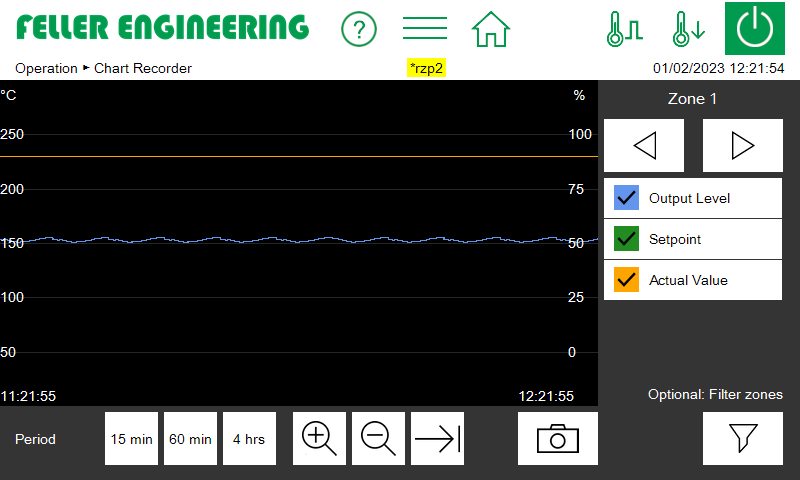 FELLER ENGINEERING
?
Operation ▸ Chart Recorder
*rzp2
01/02/2023 12:21:54
°C
%
Zone 1
250
100
200
75
Output Level
150
50
Setpoint
Actual Value
100
25
50
0
11:21:55
12:21:55
Optional: Filter zones
Period
15 min
60 min
4 hrs